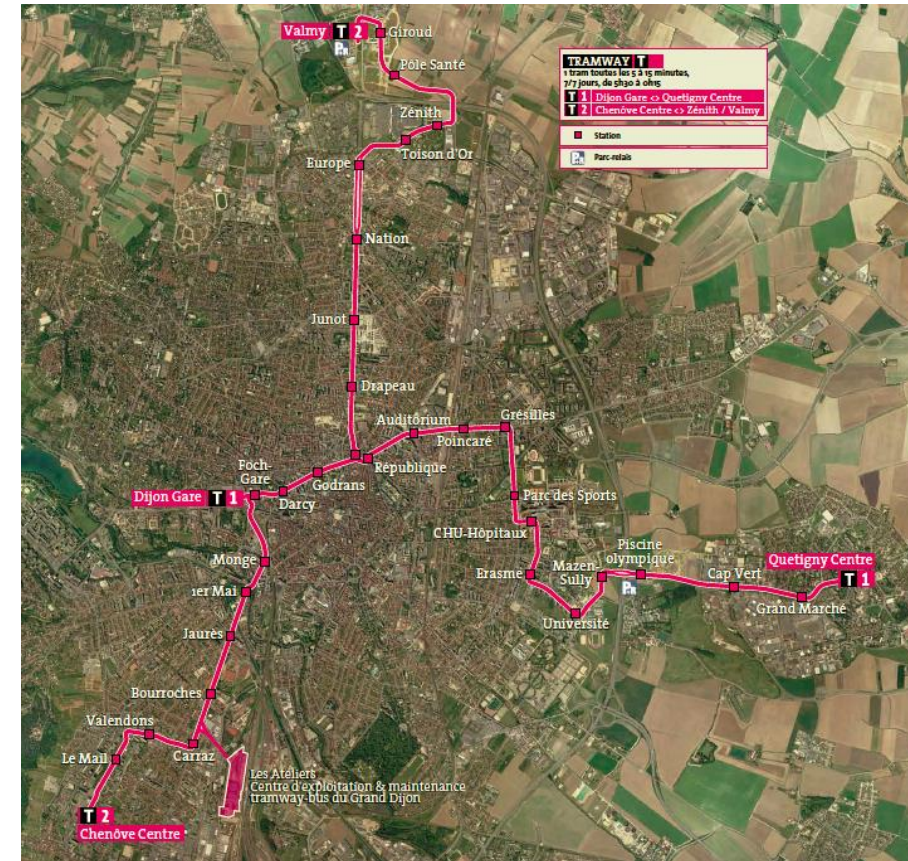 Valmy T 2
P+R
Giroud
Pôle Santé
TRAMWAY T
1 tram toutes les 5 à 15 minutes,
7/7 jours, de 5h30 à 0h15
T 1 Dijon Gare <> Quetigny Centre
T 2 Chenôve Centre <> Zénith / Valmy
Station
P+R Parc-relais
Zénith
Toison d'Or
Europe
Nation
Junot
Drapeau
Auditôrium
Grésilles
Poincaré
République
Foch-
Gare
Godrans
Darcy
Dijon Gare T 1
Parc des Sports
CHU-Hôpitaux
Monge
Erasme
Mazen-
Sully
Piscine
olympique
P+R
Cap Vert
Quetigny Centre
T 1
Grand Marché
1er Mai
Université
Jaurès
Bourroches
Valendons
Le Mail
Carraz
Les Ateliers
Centre d'exploitation & maintenance
tramway-bus du Grand Dijon
T 2
Chenôve Centre